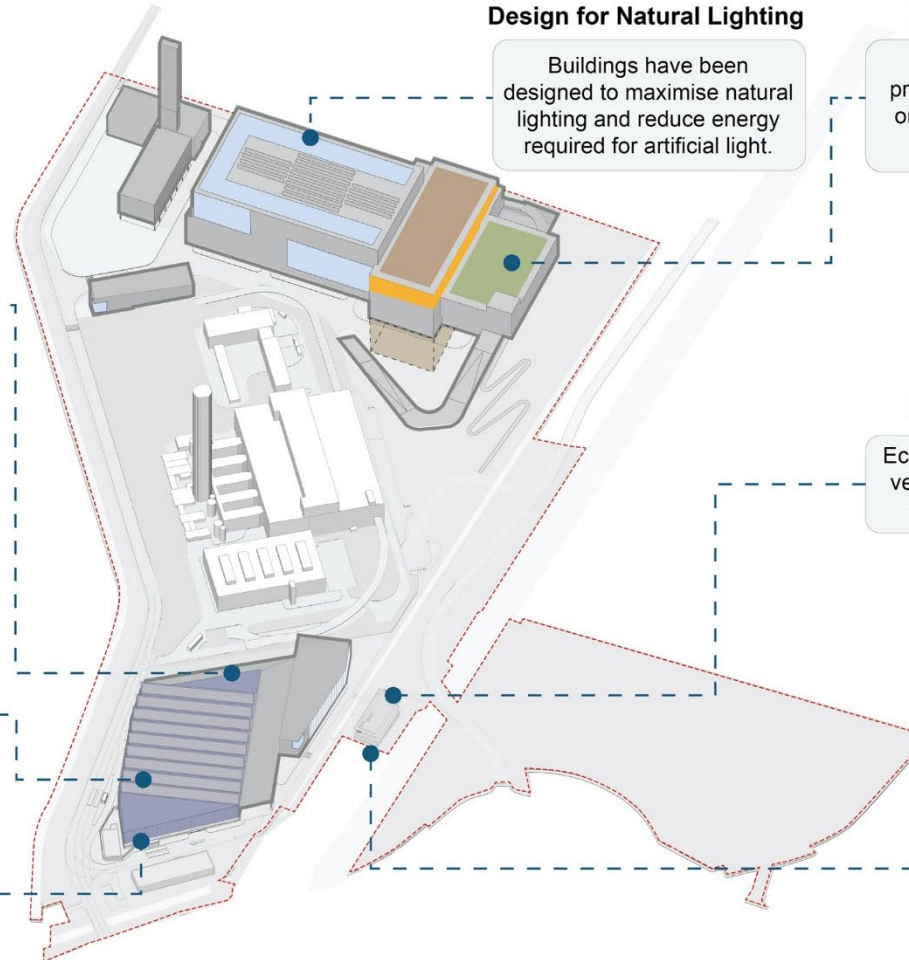 Design for Natural Lighting
Buildings have been
designed to maximise natural
lighting and reduce energy
required for artificial light.